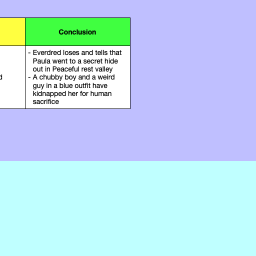 Conclusion
- Everdred loses and tells that
Paula went to a secret hide
out in Peaceful rest valley
- A chubby boy and a weird
guy in a blue outfit have
kidnapped her for human
sacrifice